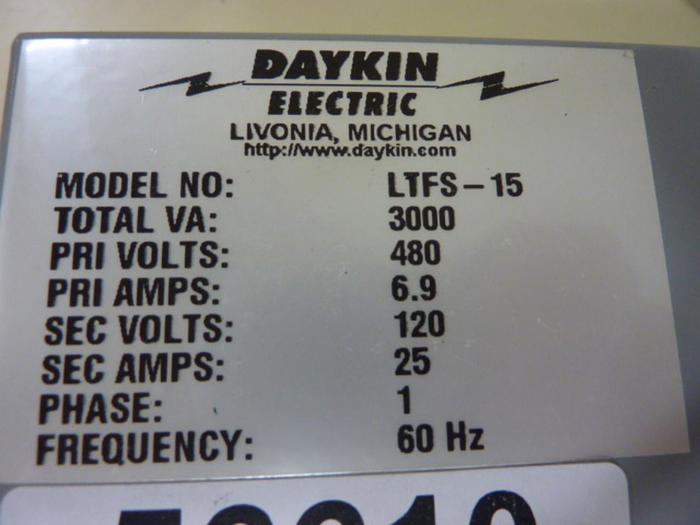 DAYKIN
ELECTRIC
LIVONIA, MICHIGAN
http://www.daykin.com
MODEL NO: LTFS-15
TOTAL VA: 3000
PRI VOLTS: 480
PRI AMPS: 6.9
SEC VOLTS: 120
SEC AMPS: 25
PHASE: 1
FREQUENCY: 60 Hz